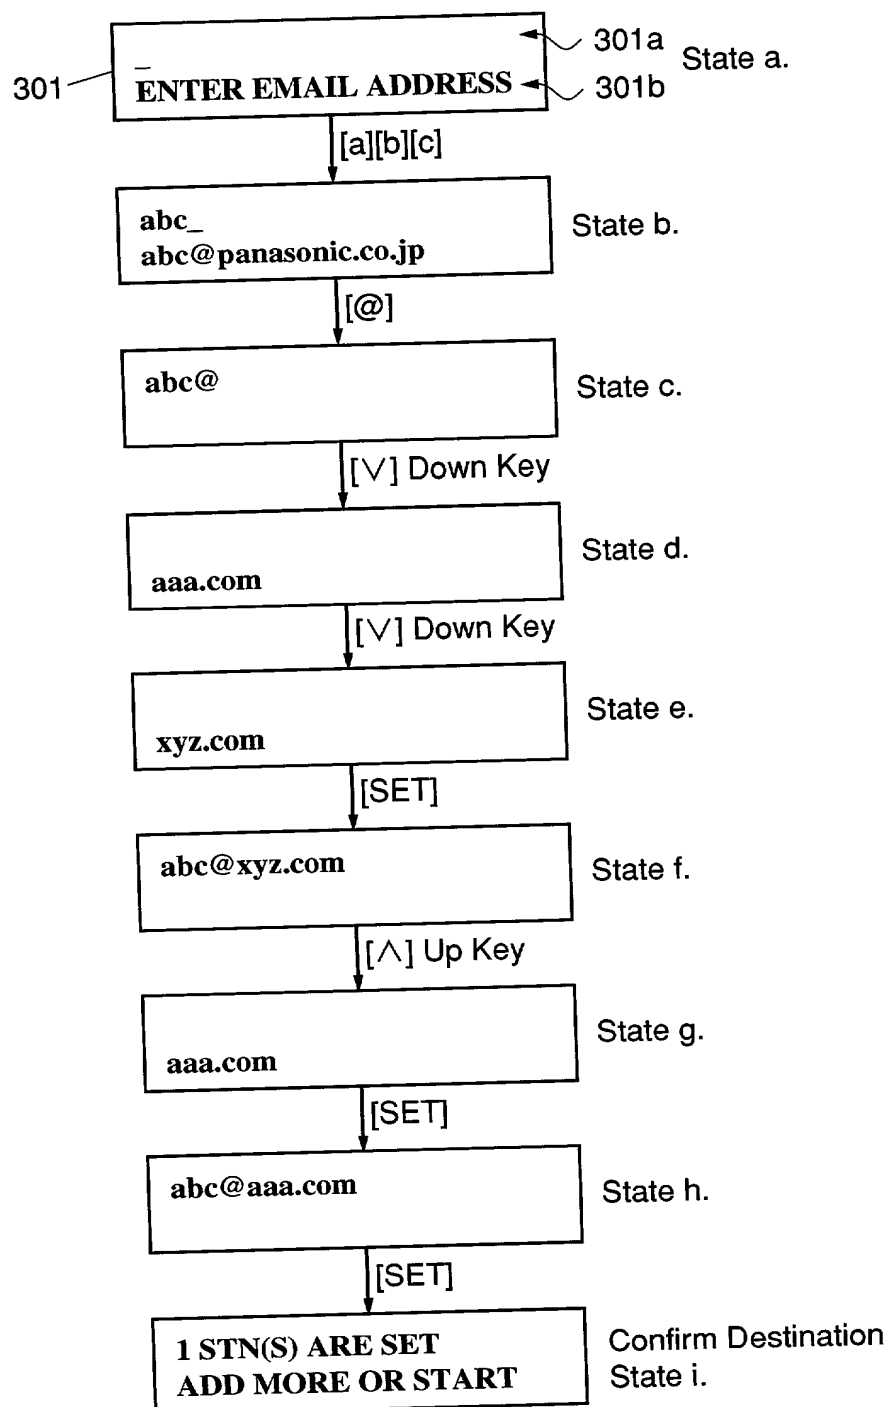 _
301a
State a.
301
ENTER EMAIL ADDRESS
301b
[a][b][c]
abc_
State b.
abc@panasonic.co.jp
[@]
abc@
State c.
[∨] Down Key
State d.
aaa.com
[∨] Down Key
State e.
xyz.com
[SET]
abc@xyz.com
State f.
[∧] Up Key
State g.
aaa.com
[SET]
abc@aaa.com
State h.
[SET]
1 STN(S) ARE SET
ADD MORE OR START
Confirm Destination
State i.